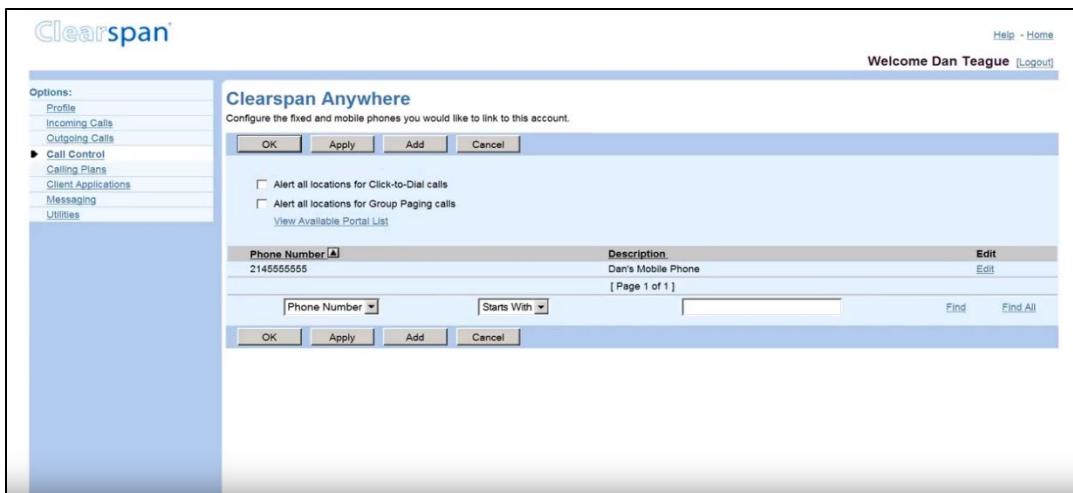 Clearspan
Help - Home
Welcome Dan Teague [Logout]
Options:
Profile
Incoming Calls
Outgoing Calls
Call Control
Calling Plans
Client Applications
Messaging
Utilities
Clearspan Anywhere
Configure the fixed and mobile phones you would like to link to this account.
OK Apply Add Cancel
Alert all locations for Click-to-Dial calls
Alert all locations for Group Paging calls
View Available Portal List
Phone Number Description Edit
2145555555 Dan's Mobile Phone Edit
[ Page 1 of 1 ]
Phone Number Starts With Find Find All
OK Apply Add Cancel